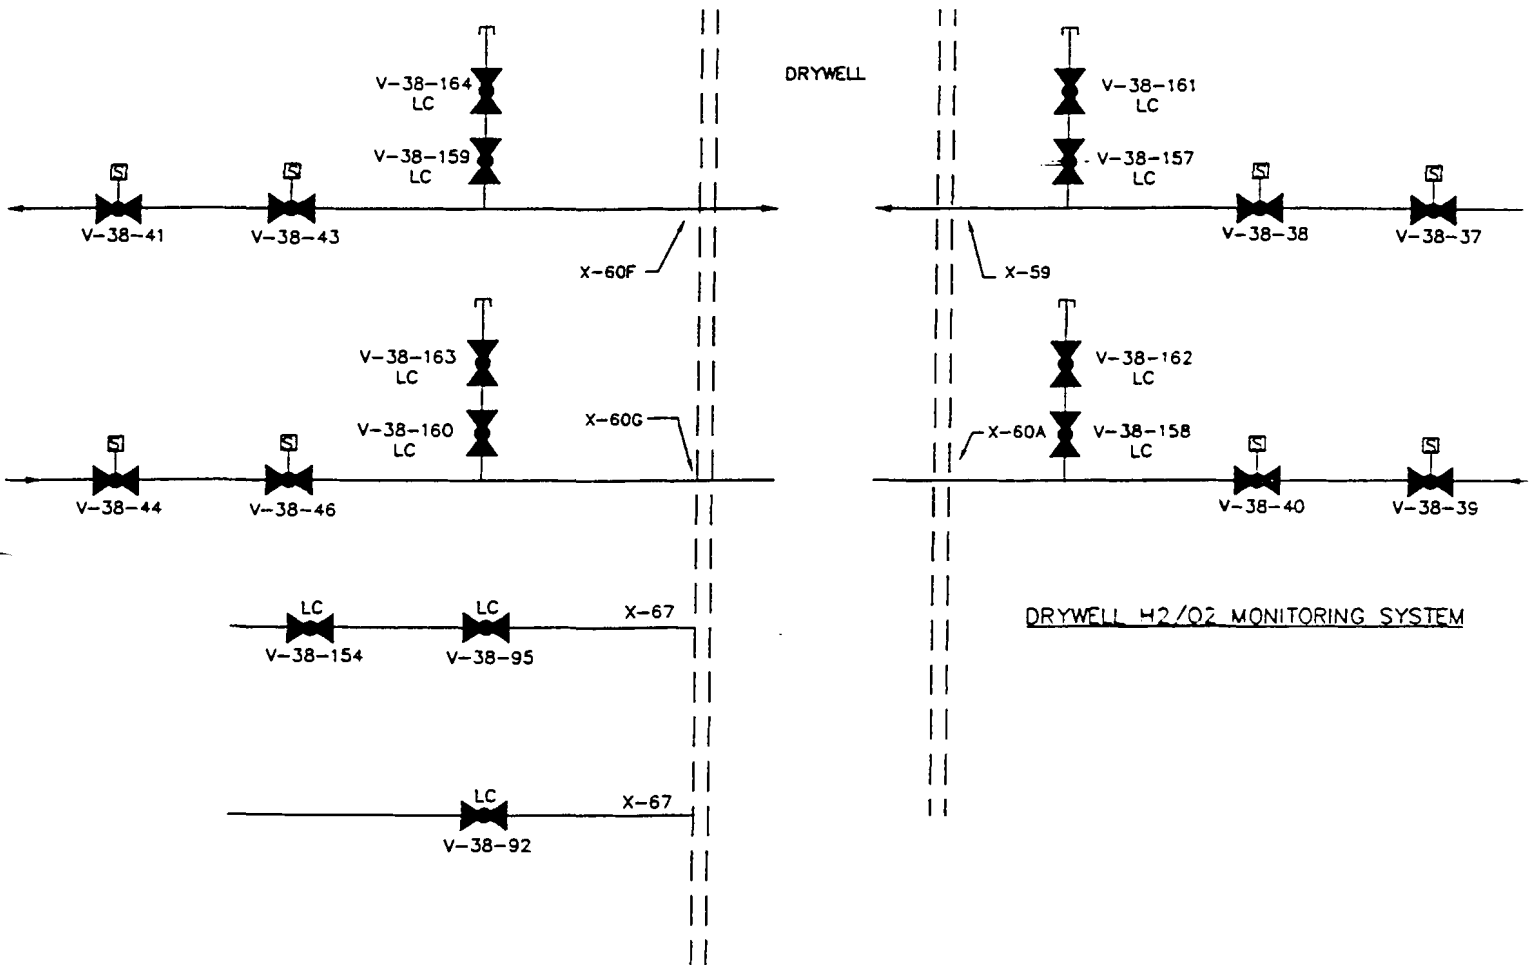 DRYWELL
V-38-164
LC
V-38-159
LC
S
S
V-38-41
V-38-43
X-60F
V-38-161
LC
V-38-157
LC
S
S
V-38-38
V-38-37
X-59
V-38-163
LC
V-38-160
LC
S
S
V-38-44
V-38-46
X-60G
V-38-162
LC
V-38-158
LC
S
S
V-38-40
V-38-39
X-60A
LC
LC
X-67
V-38-154
V-38-95
DRYWELL H2/O2 MONITORING SYSTEM
LC
X-67
V-38-92